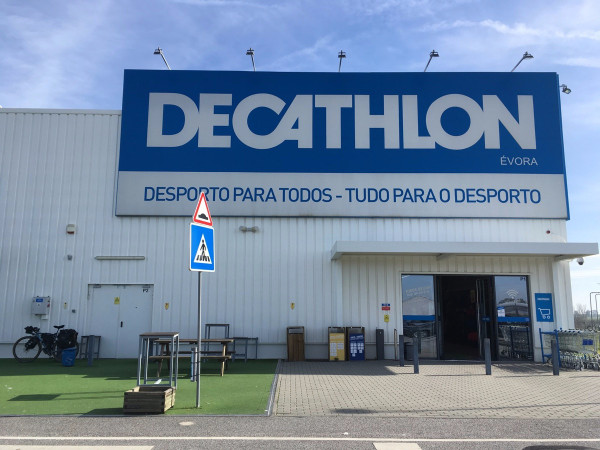 DECATHLON
ÉVORA
DESPORTO PARA TODOS - TUDO PARA O DESPORTO